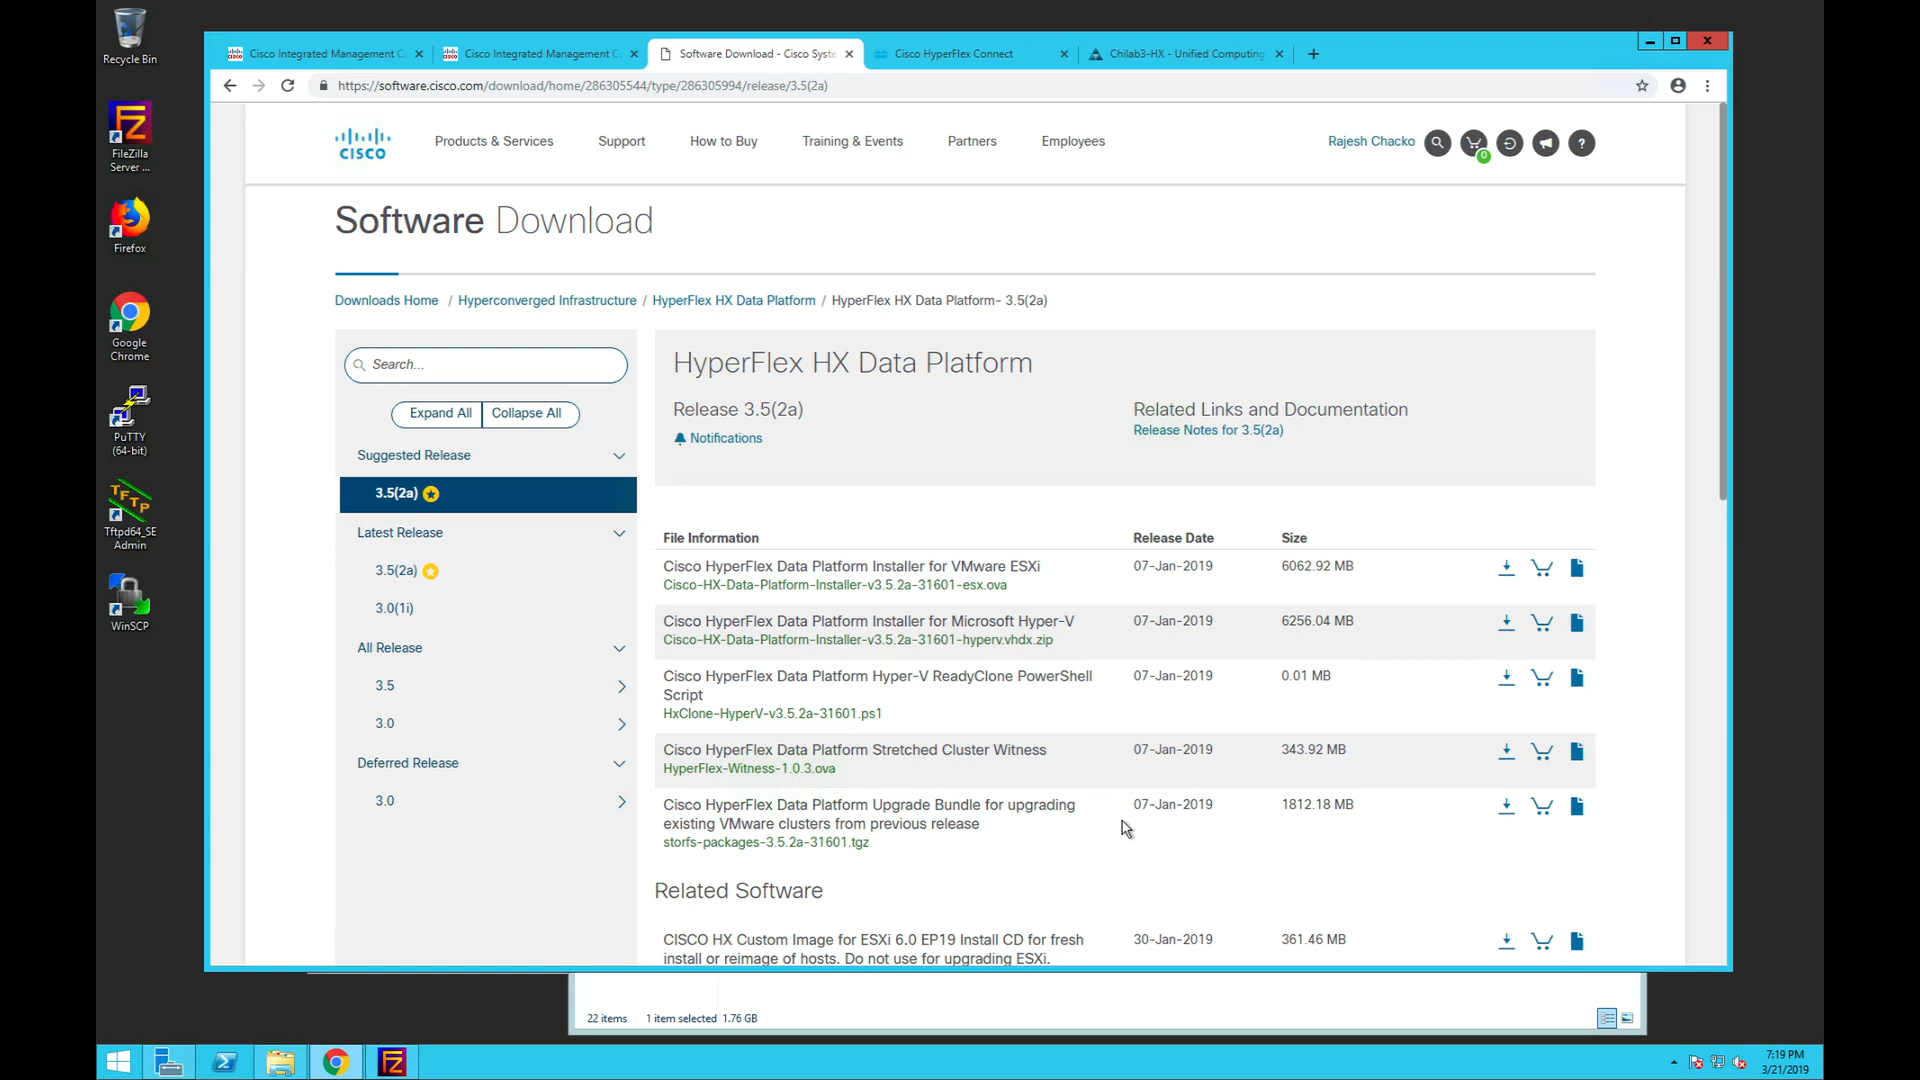 Recycle Bin
FileZilla
Server ...
Firefox
Google
Chrome
PuTTY
(64-bit)
Tftpd64_SE
Admin
WinSCP
Cisco Integrated Management C
Cisco Integrated Management C
Software Download - Cisco Syste
Cisco HyperFlex Connect
Chilab3-HX - Unified Computing
https://software.cisco.com/download/home/286305544/type/286305994/release/3.5(2a)
CISCO
Products & Services
Support
How to Buy
Training & Events
Partners
Employees
Rajesh Chacko
0
?
Software Download
Downloads Home / Hyperconverged Infrastructure / HyperFlex HX Data Platform / HyperFlex HX Data Platform- 3.5(2a)
Search...
Expand All
Collapse All
Suggested Release
3.5(2a)
Latest Release
3.5(2a)
3.0(1i)
All Release
3.5
3.0
Deferred Release
3.0
HyperFlex HX Data Platform
Release 3.5(2a)
Notifications
Related Links and Documentation
Release Notes for 3.5(2a)
File Information Release Date Size
Cisco HyperFlex Data Platform Installer for VMware ESXi 07-Jan-2019 6062.92 MB
Cisco-HX-Data-Platform-Installer-v3.5.2a-31601-esx.ova
Cisco HyperFlex Data Platform Installer for Microsoft Hyper-V 07-Jan-2019 6256.04 MB
Cisco-HX-Data-Platform-Installer-v3.5.2a-31601-hyperv.vhdx.zip
Cisco HyperFlex Data Platform Hyper-V ReadyClone PowerShell 07-Jan-2019 0.01 MB
Script
HxClone-HyperV-v3.5.2a-31601.ps1
Cisco HyperFlex Data Platform Stretched Cluster Witness 07-Jan-2019 343.92 MB
HyperFlex-Witness-1.0.3.ova
Cisco HyperFlex Data Platform Upgrade Bundle for upgrading 07-Jan-2019 1812.18 MB
existing VMware clusters from previous release
storfs-packages-3.5.2a-31601.tgz
Related Software
CISCO HX Custom Image for ESXi 6.0 EP19 Install CD for fresh 30-Jan-2019 361.46 MB
install or reimage of hosts. Do not use for upgrading ESXi.
22 items 1 item selected 1.76 GB
7:19 PM
3/21/2019